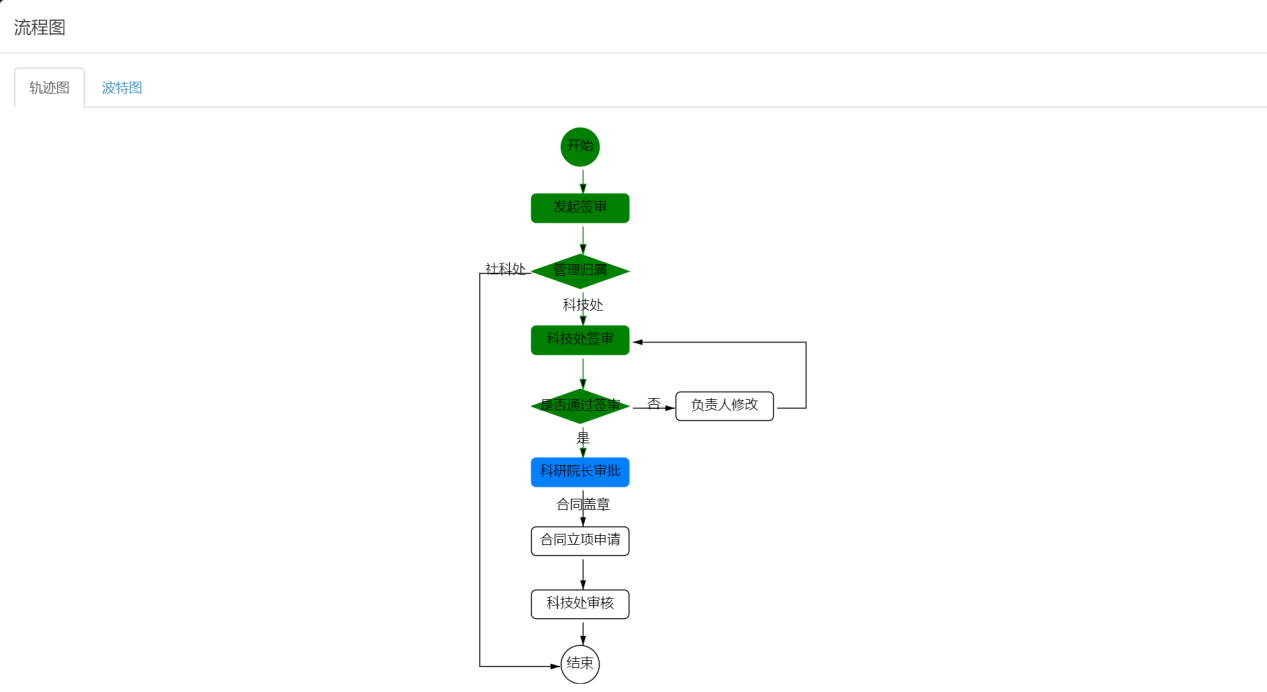 流程图
轨迹图
波特图
开始
发起签审
管理归属
社科处
科技处
科技处签审
是否通过签审
否
负责人修改
是
科研院长审批
合同盖章
合同立项申请
科技处审核
结束